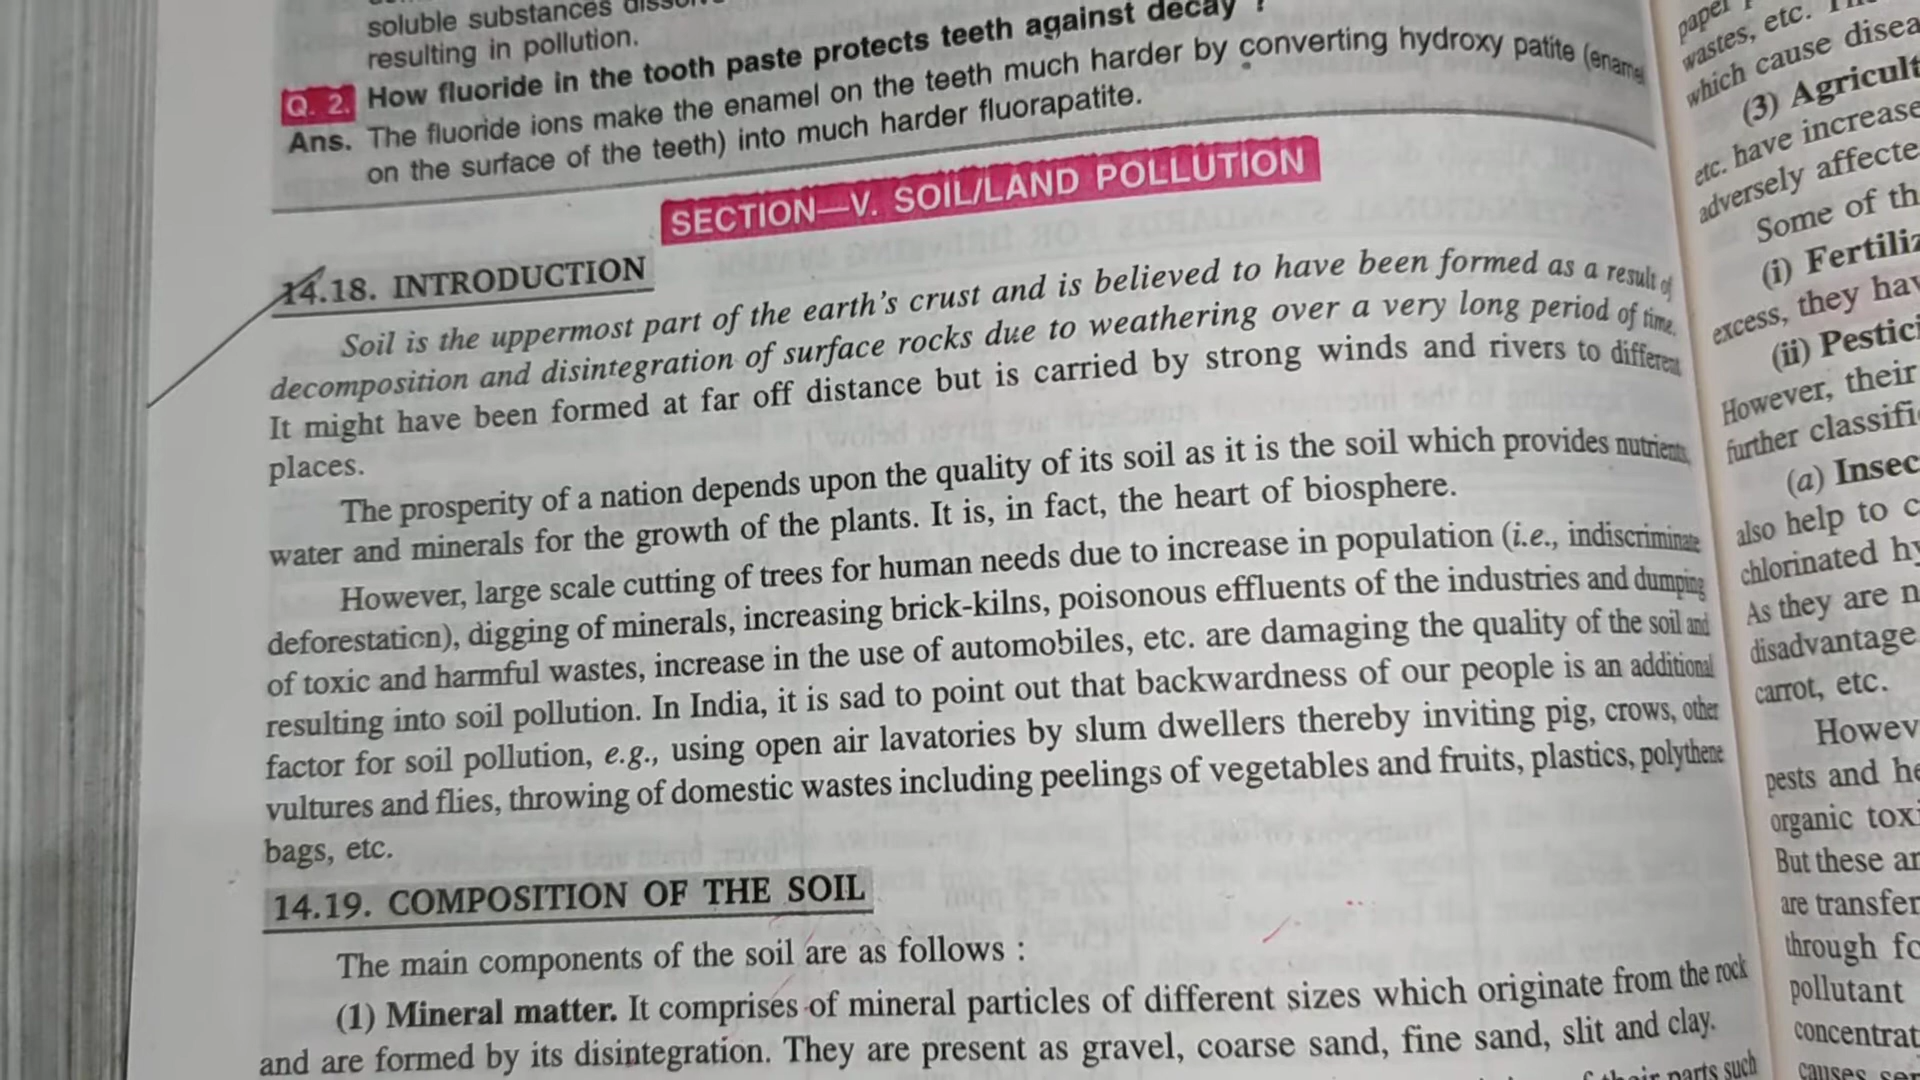 soluble substances
resulting in pollution.
Q. 2. How fluoride in the tooth paste protects teeth against decay ?
Ans. The fluoride ions make the enamel on the teeth much harder by converting hydroxy patite (enamel
on the surface of the teeth) into much harder fluorapatite.
SECTION—V. SOIL/LAND POLLUTION
14.18. INTRODUCTION
Soil is the uppermost part of the earth's crust and is believed to have been formed as a result of
decomposition and disintegration of surface rocks due to weathering over a very long period of time.
It might have been formed at far off distance but is carried by strong winds and rivers to different
places.
The prosperity of a nation depends upon the quality of its soil as it is the soil which provides nutrients,
water and minerals for the growth of the plants. It is, in fact, the heart of biosphere.
However, large scale cutting of trees for human needs due to increase in population (i.e., indiscriminate
deforestation), digging of minerals, increasing brick-kilns, poisonous effluents of the industries and dumping
of toxic and harmful wastes, increase in the use of automobiles, etc. are damaging the quality of the soil and
resulting into soil pollution. In India, it is sad to point out that backwardness of our people is an additional
factor for soil pollution, e.g., using open air lavatories by slum dwellers thereby inviting pig, crows, other
vultures and flies, throwing of domestic wastes including peelings of vegetables and fruits, plastics, polythene
bags, etc.
14.19. COMPOSITION OF THE SOIL
The main components of the soil are as follows :
(1) Mineral matter. It comprises of mineral particles of different sizes which originate from the rock
and are formed by its disintegration. They are present as gravel, coarse sand, fine sand, slit and clay.
parts such
paper
wastes, etc.
which cause disea
(3) Agricult
etc. have increase
adversely affecte
Some of th
(i) Fertiliz
excess, they hav
(ii) Pestici
However, their
further classifi
(a) Insec
also help to c
chlorinated hy
As they are n
disadvantage
carrot, etc.
Howev
pests and he
organic toxi
But these ar
are transfer
through fo
pollutant
concentrat
causes ser